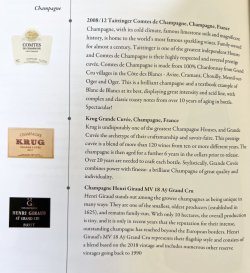 Champagne
2008/12 Taittinger Comtes de Champagne, Champagne, France
Champagne, with its cold climate, famous limestone soils and magnificent
history, is home to the world's most famous sparkling wines. Family owned
for almost a century, Taittinger is one of the greatest independent Houses
and Comtes de Champagne is their highly respected and revered prestige
cuvée. Comtes de Champagne is made from 100% Chardonnay from Grand
Cru villages in the Côte des Blancs - Avize, Cramant, Chouilly, Mesnil-sur-
Oger and Oger. This is a brilliant champagne and a textbook example of
Blanc de Blancs at its best, displaying great intensity and acid line, with
complex and classic toasty notes from over 10 years of aging in bottle.
Spectacular!
Krug Grande Cuvée, Champagne, France
Krug is undisputedly one of the greatest Champagne Houses, and Grande
Cuvée the archetype of their craftsmanship and savoir-faire. This prestige
cuvée is a blend of more than 120 wines from ten or more different years. The
champagne is then aged for a further 6 years in the cellars prior to release.
Over 20 years are needed to craft each bottle. Stylistically, Grande Cuvée
combines power with finesse: a brilliant Champagne of great quality and
individuality.
Champagne Henri Giraud MV 18 AÿGrand Cru
Henri Giraud stands out among the grower champagnes as being unique in
many ways: They are one of the smallest, oldest producers (established in
1625), and remains family run. With only 10 hectares, the overall production
is tiny, and it is only in recent years that the reputation for their intense,
outstanding champagne has reached beyond the European borders. Henri
Giraud's MV 18 AÿGrand Cru represents their flagship style and consists of
a blend based on the 2018 vintage and includes numerous other reserve
vintages going back to 1990
COMTES
DE CHAMPAGNE
CHAMPAGNE
KRUG
HENRI GIRAUD
AŸ GRAND CRU